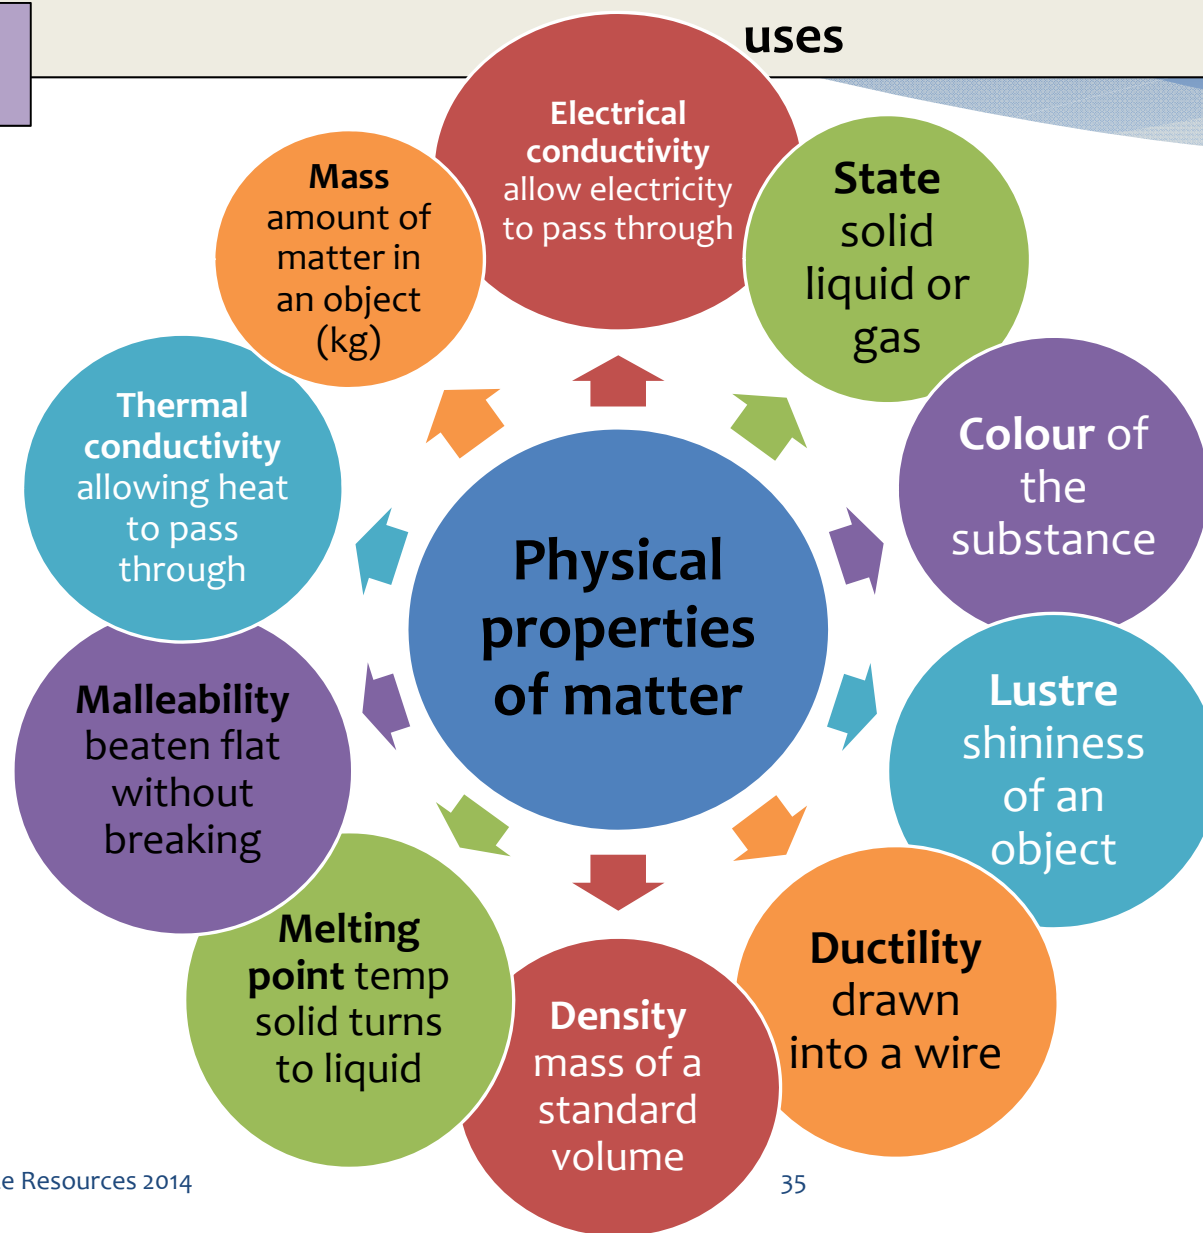 uses
Electrical
conductivity
allow electricity
to pass through
State
solid
liquid or
gas
Colour of
the
substance
Lustre
shininess
of an
object
Ductility
drawn
into a wire
Density
mass of a
standard
volume
Melting
point temp
solid turns
to liquid
Malleability
beaten flat
without
breaking
Thermal
conductivity
allowing heat
to pass
through
Mass
amount of
matter in
an object
(kg)
Physical
properties
of matter
e Resources 2014
35